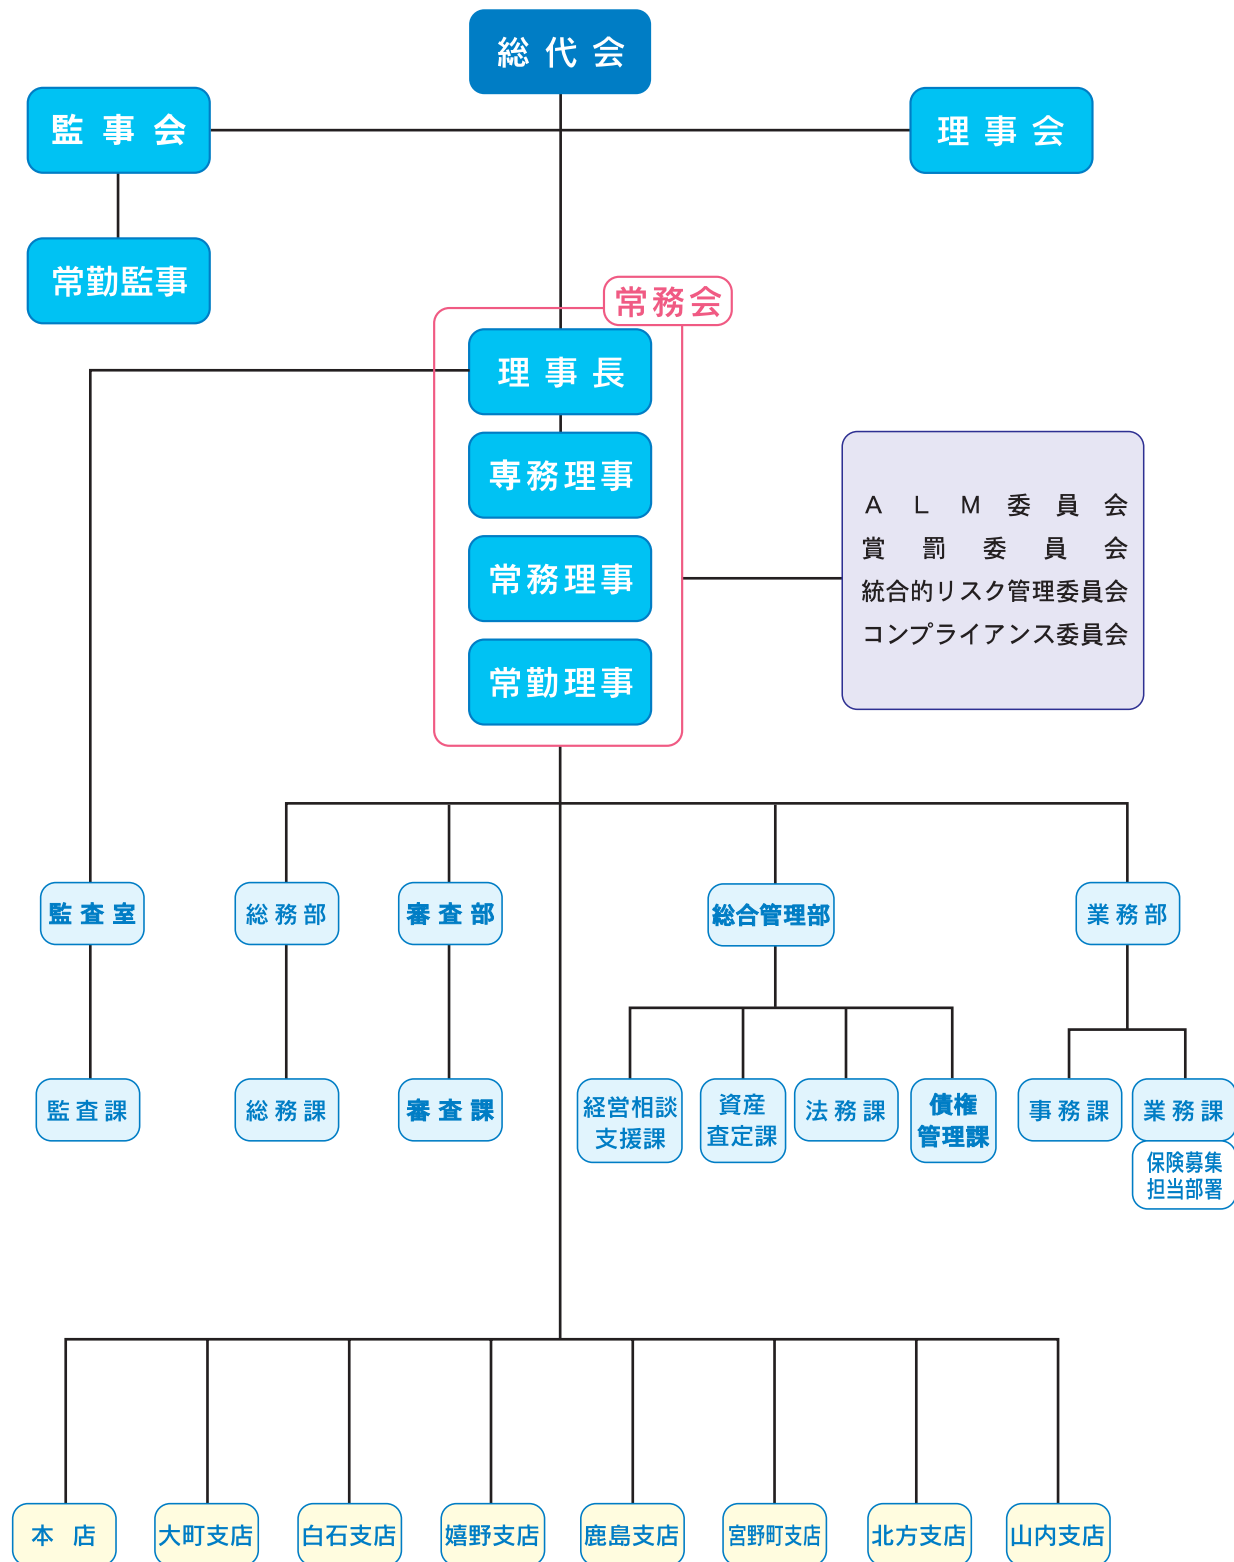 総代会
監事会
理事会
常勤監事
常務会
理事長
専務理事
常務理事
常勤理事
ALM委員会
賞罰委員会
統合的リスク管理委員会
コンプライアンス委員会
監査室
総務部
審査部
総合管理部
業務部
監査課
総務課
審査課
経営相談
支援課
資産
査定課
法務課
債権
管理課
事務課
業務課
保険募集
担当部署
本店
大町支店
白石支店
嬉野支店
鹿島支店
宮野町支店
北方支店
山内支店